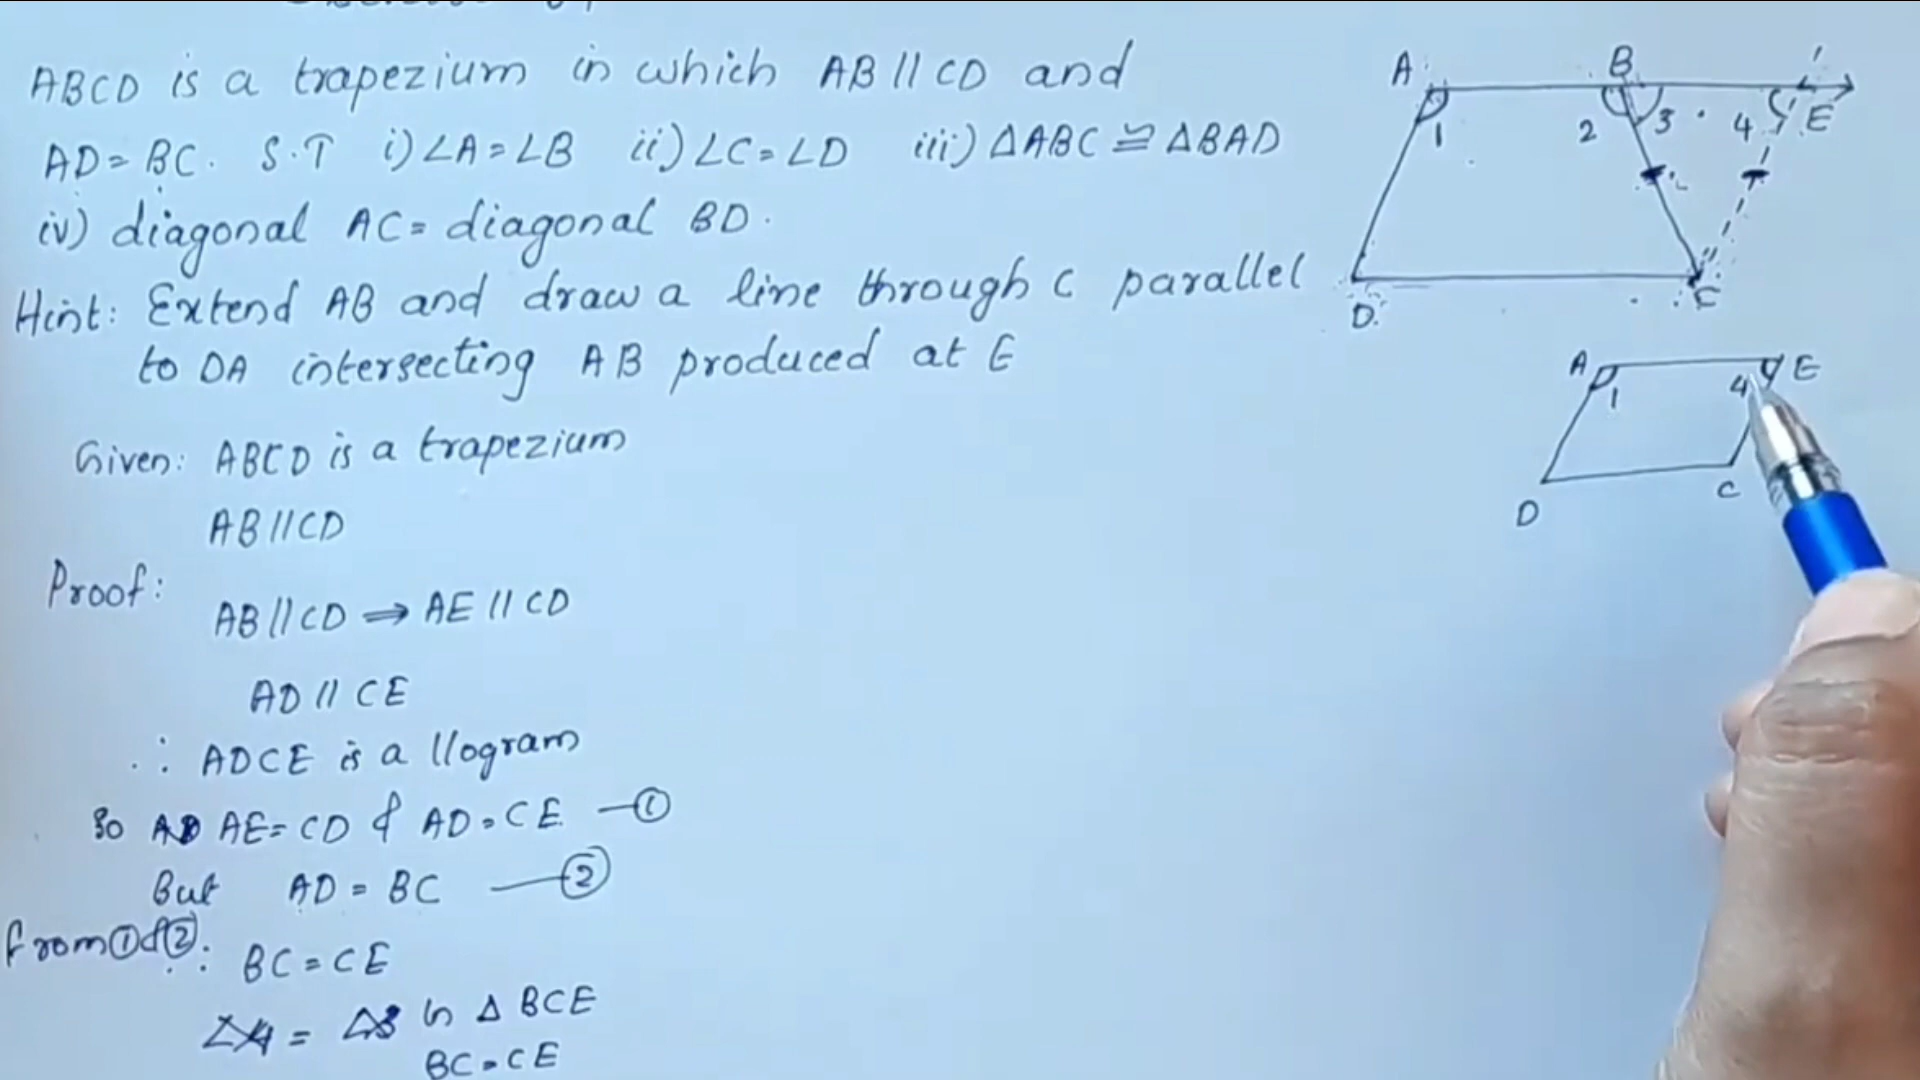 ABCD is a trapezium in which AB // CD and
AD = BC. S.T i) ∠A = ∠B ii) ∠C = ∠D iii) ΔABC ≅ ΔBAD
iv) diagonal AC = diagonal BD.
Hint: Extend AB and draw a line through C parallel
to DA intersecting AB produced at E
Given: ABCD is a trapezium
AB // CD
Proof:
AB // CD ⇒ AE // CD
AD // CE
∴ ADCE is a llogram
So AE = CD & AD = CE —①
But AD = BC —②
from ① & ② ∴ BC = CE
= In Δ BCE
BC = CE
A B E
1 2 3 4
D C
A E
1 4
D C